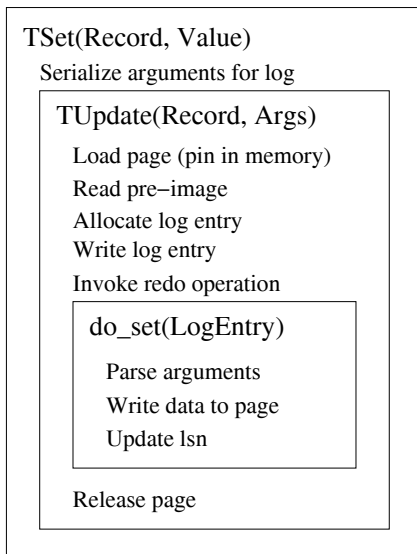 TSet(Record, Value)
Serialize arguments for log
TUpdate(Record, Args)
Load page (pin in memory)
Read pre−image
Allocate log entry
Write log entry
Invoke redo operation
do_set(LogEntry)
Parse arguments
Write data to page
Update lsn
Release page